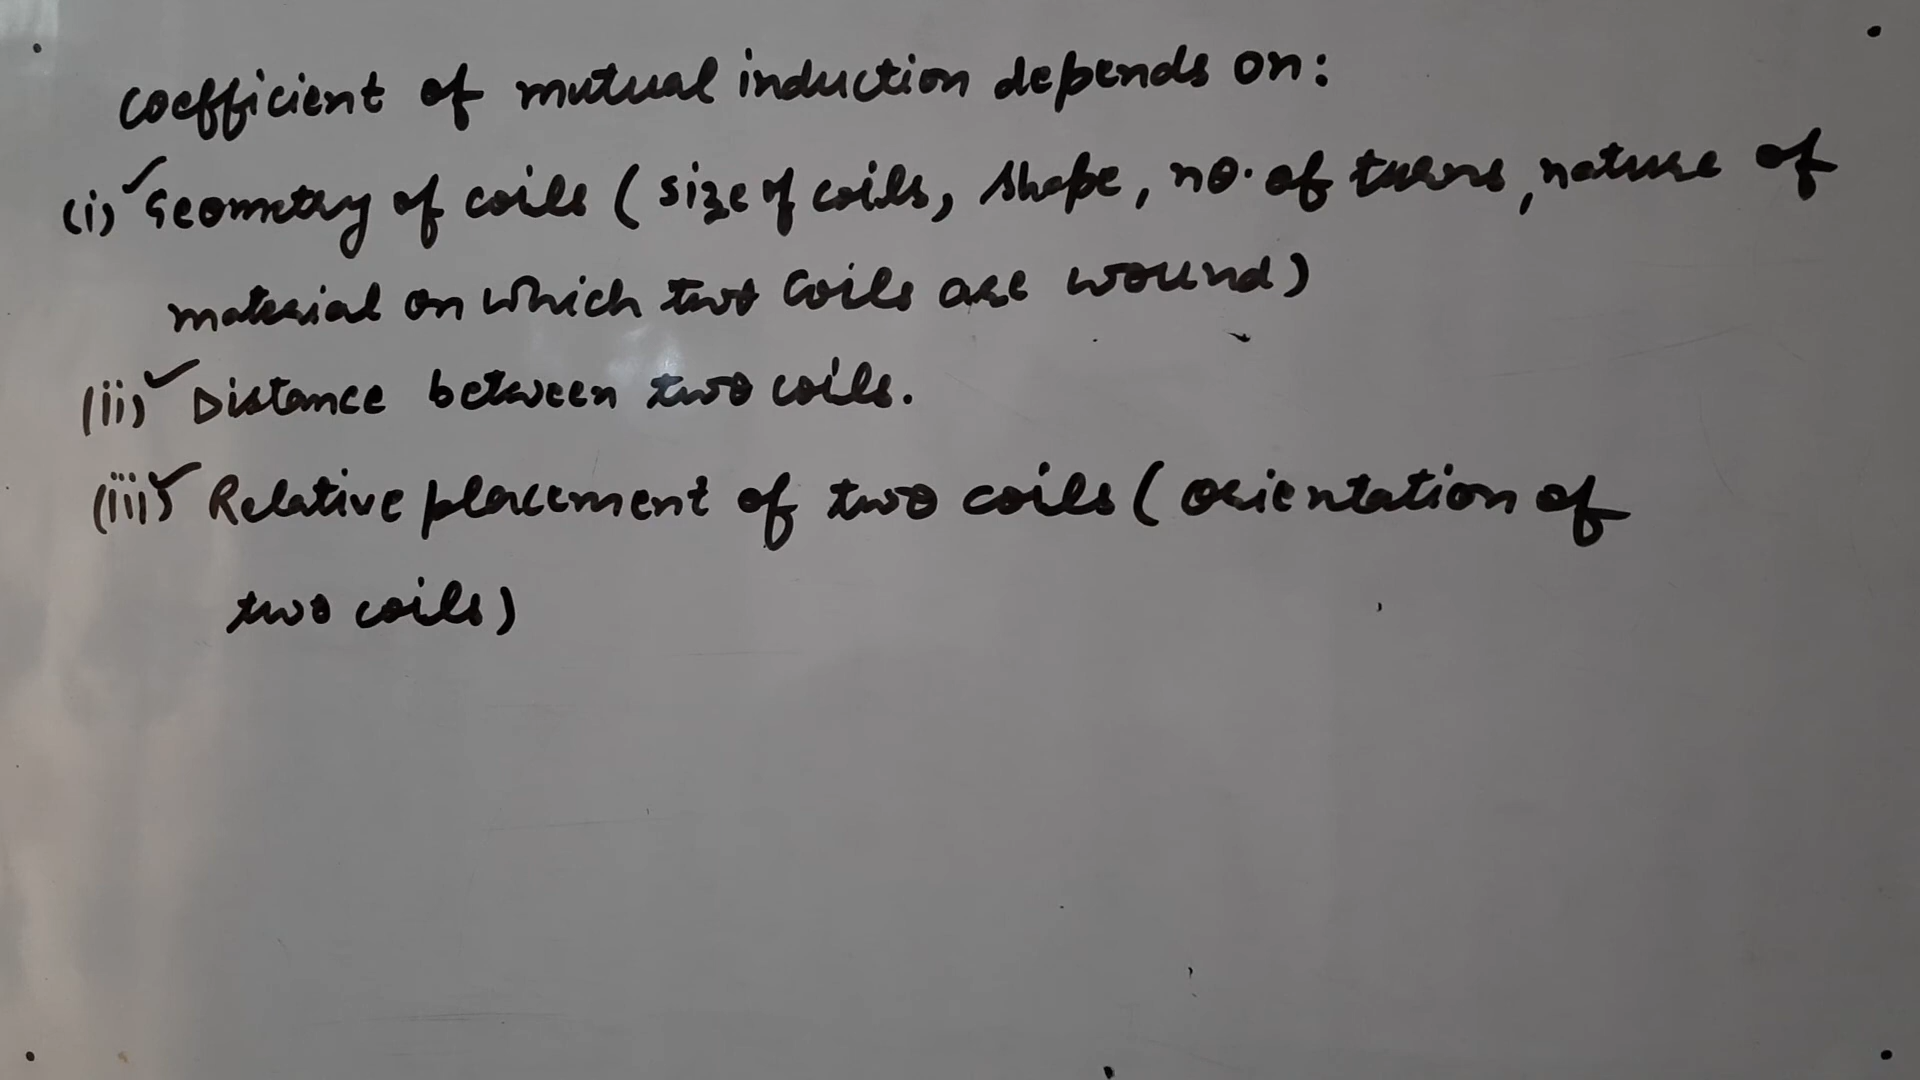 Coefficient of mutual induction depends on:
(i) Geometry of coils ( size of coils, shape, no. of turns, nature of
material on which two coils are wound)
(ii) Distance between two coils.
(iii) Relative placement of two coils ( orientation of
two coils)